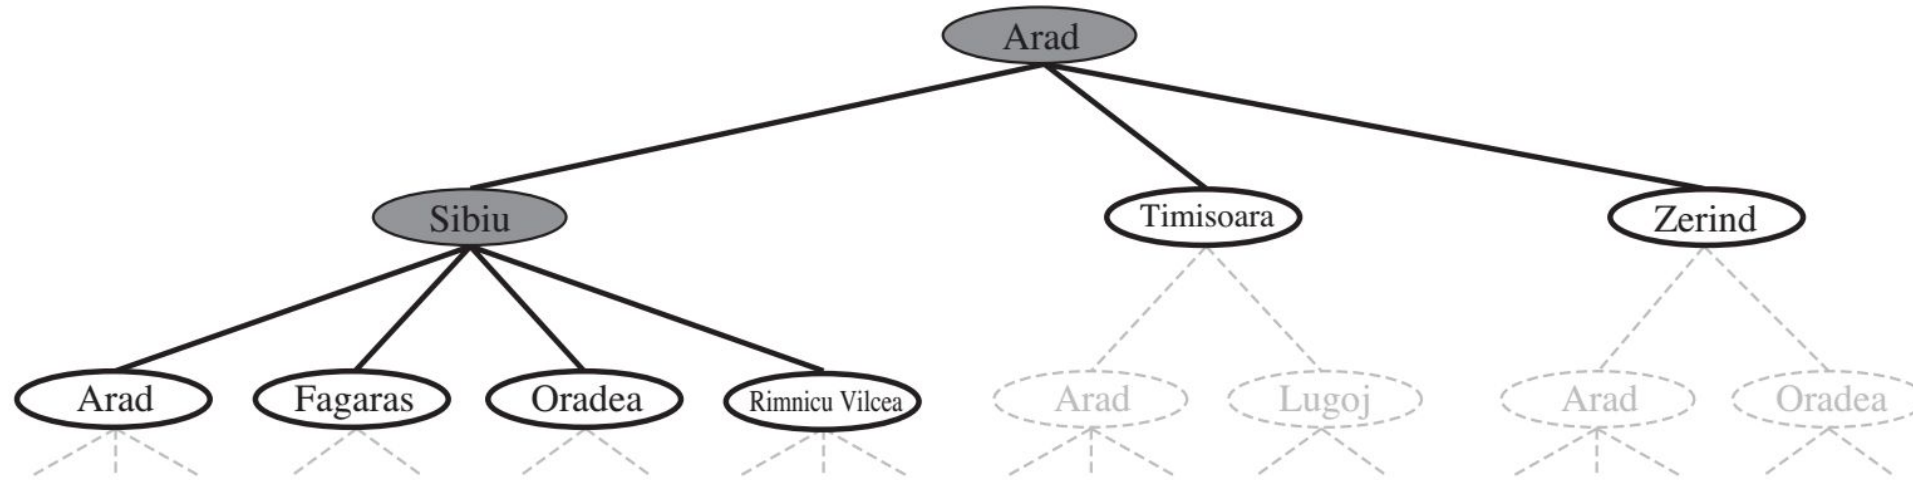 Arad
Sibiu
Timisoara
Zerind
Arad
Fagaras
Oradea
Rimnicu Vilcea
Arad
Lugoj
Arad
Oradea